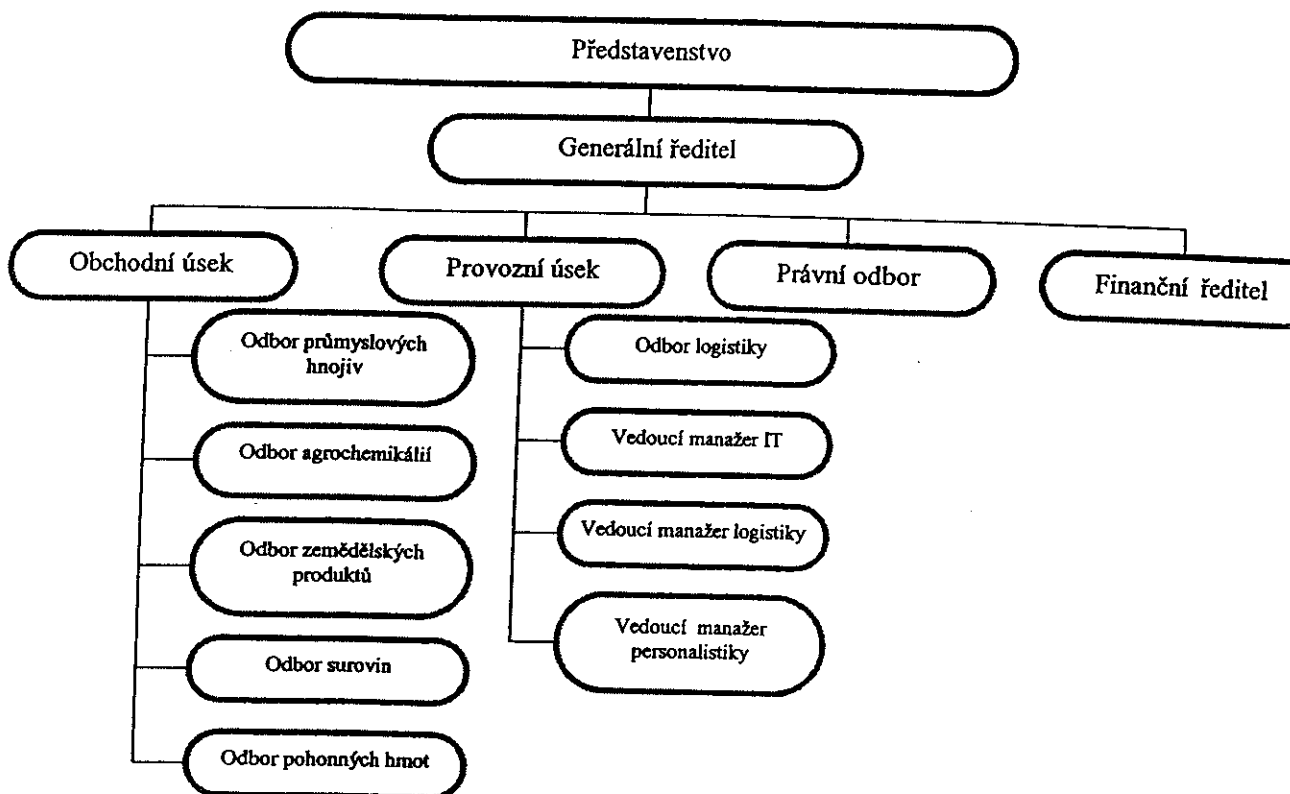 Představenstvo
Generální ředitel
Obchodní úsek
Provozní úsek
Právní odbor
Finanční ředitel
Odbor průmyslových
hnojiv
Odbor agrochemikálií
Odbor zemědělských
produktů
Odbor surovin
Odbor pohonných hmot
Odbor logistiky
Vedoucí manažer IT
Vedoucí manažer logistiky
Vedoucí manažer
personalistiky